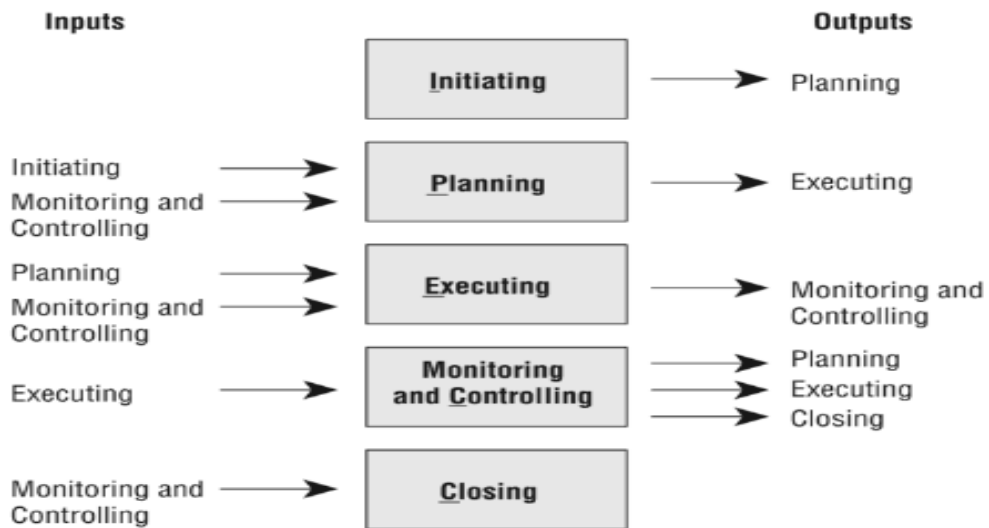 Inputs
Outputs
Initiating
Planning
Initiating
Monitoring and
Controlling
Planning
Executing
Planning
Monitoring and
Controlling
Executing
Monitoring and
Controlling
Executing
Monitoring
and Controlling
Planning
Executing
Closing
Monitoring and
Controlling
Closing